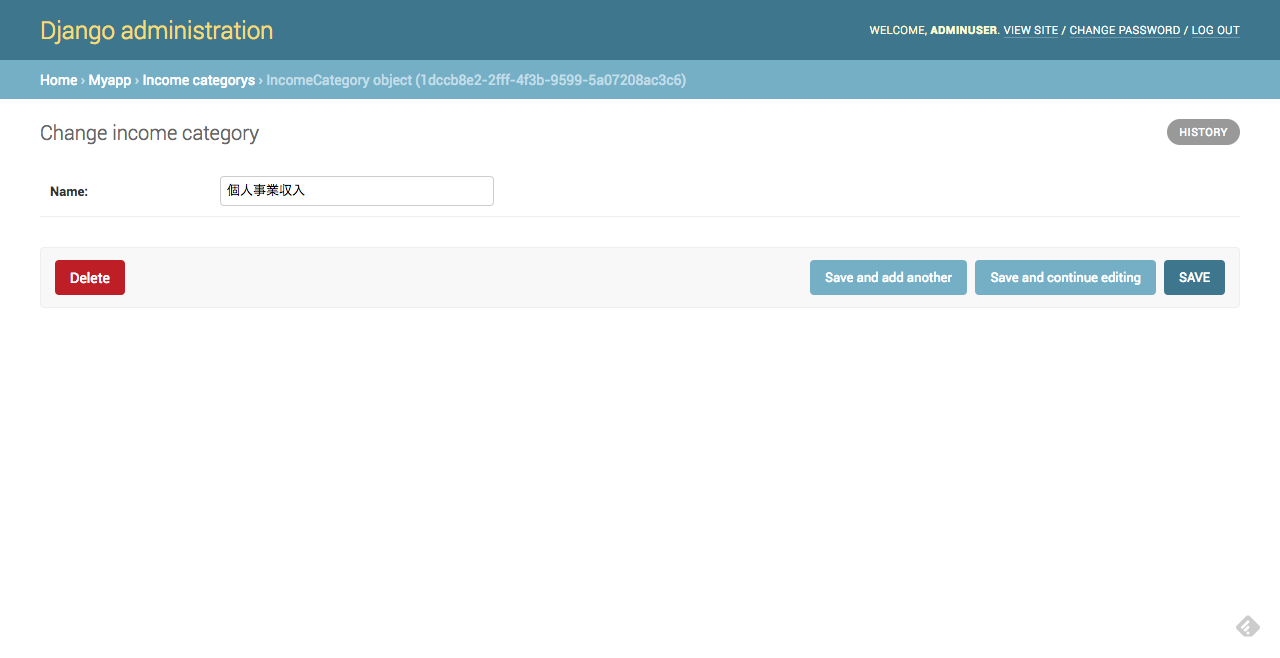 Django administration
WELCOME, ADMINUSER. VIEW SITE / CHANGE PASSWORD / LOG OUT
Home › Myapp › Income categorys › IncomeCategory object (1dccb8e2-2fff-4f3b-9599-5a07208ac3c6)
Change income category
HISTORY
Name:
個人事業収入
Delete
Save and add another
Save and continue editing
SAVE